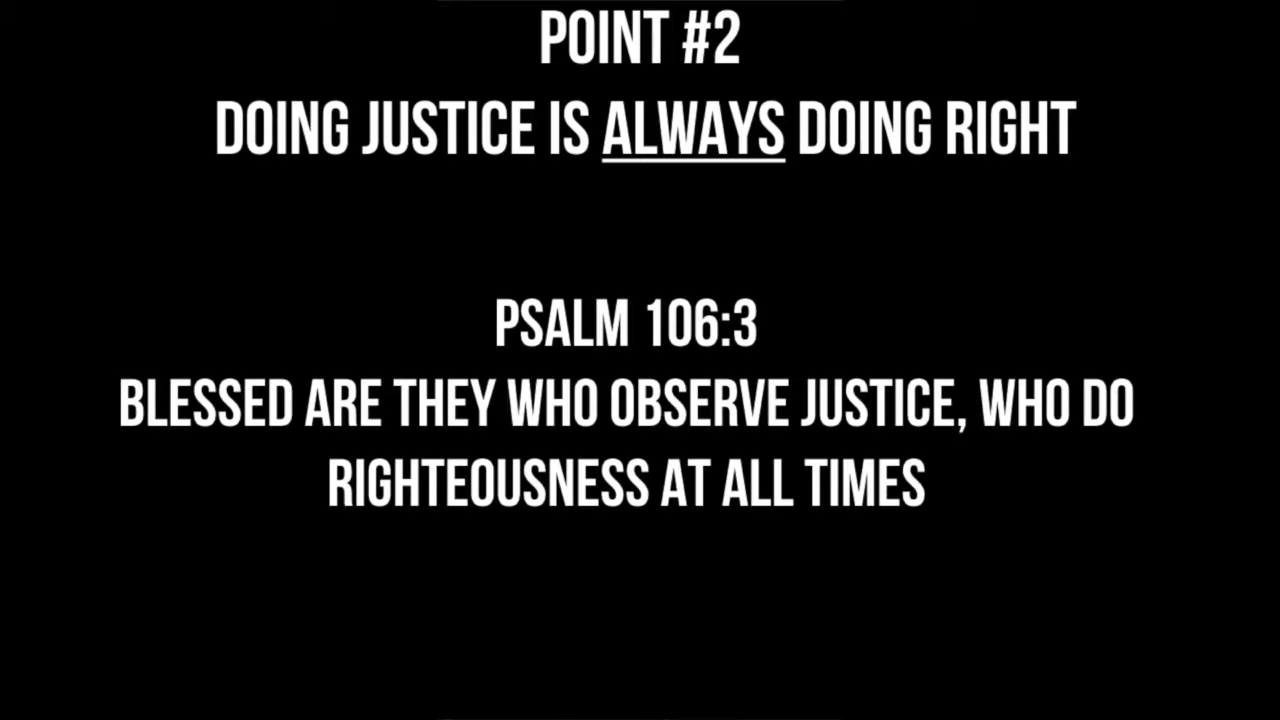 POINT #2
DOING JUSTICE IS ALWAYS DOING RIGHT
PSALM 106:3
BLESSED ARE THEY WHO OBSERVE JUSTICE, WHO DO
RIGHTEOUSNESS AT ALL TIMES